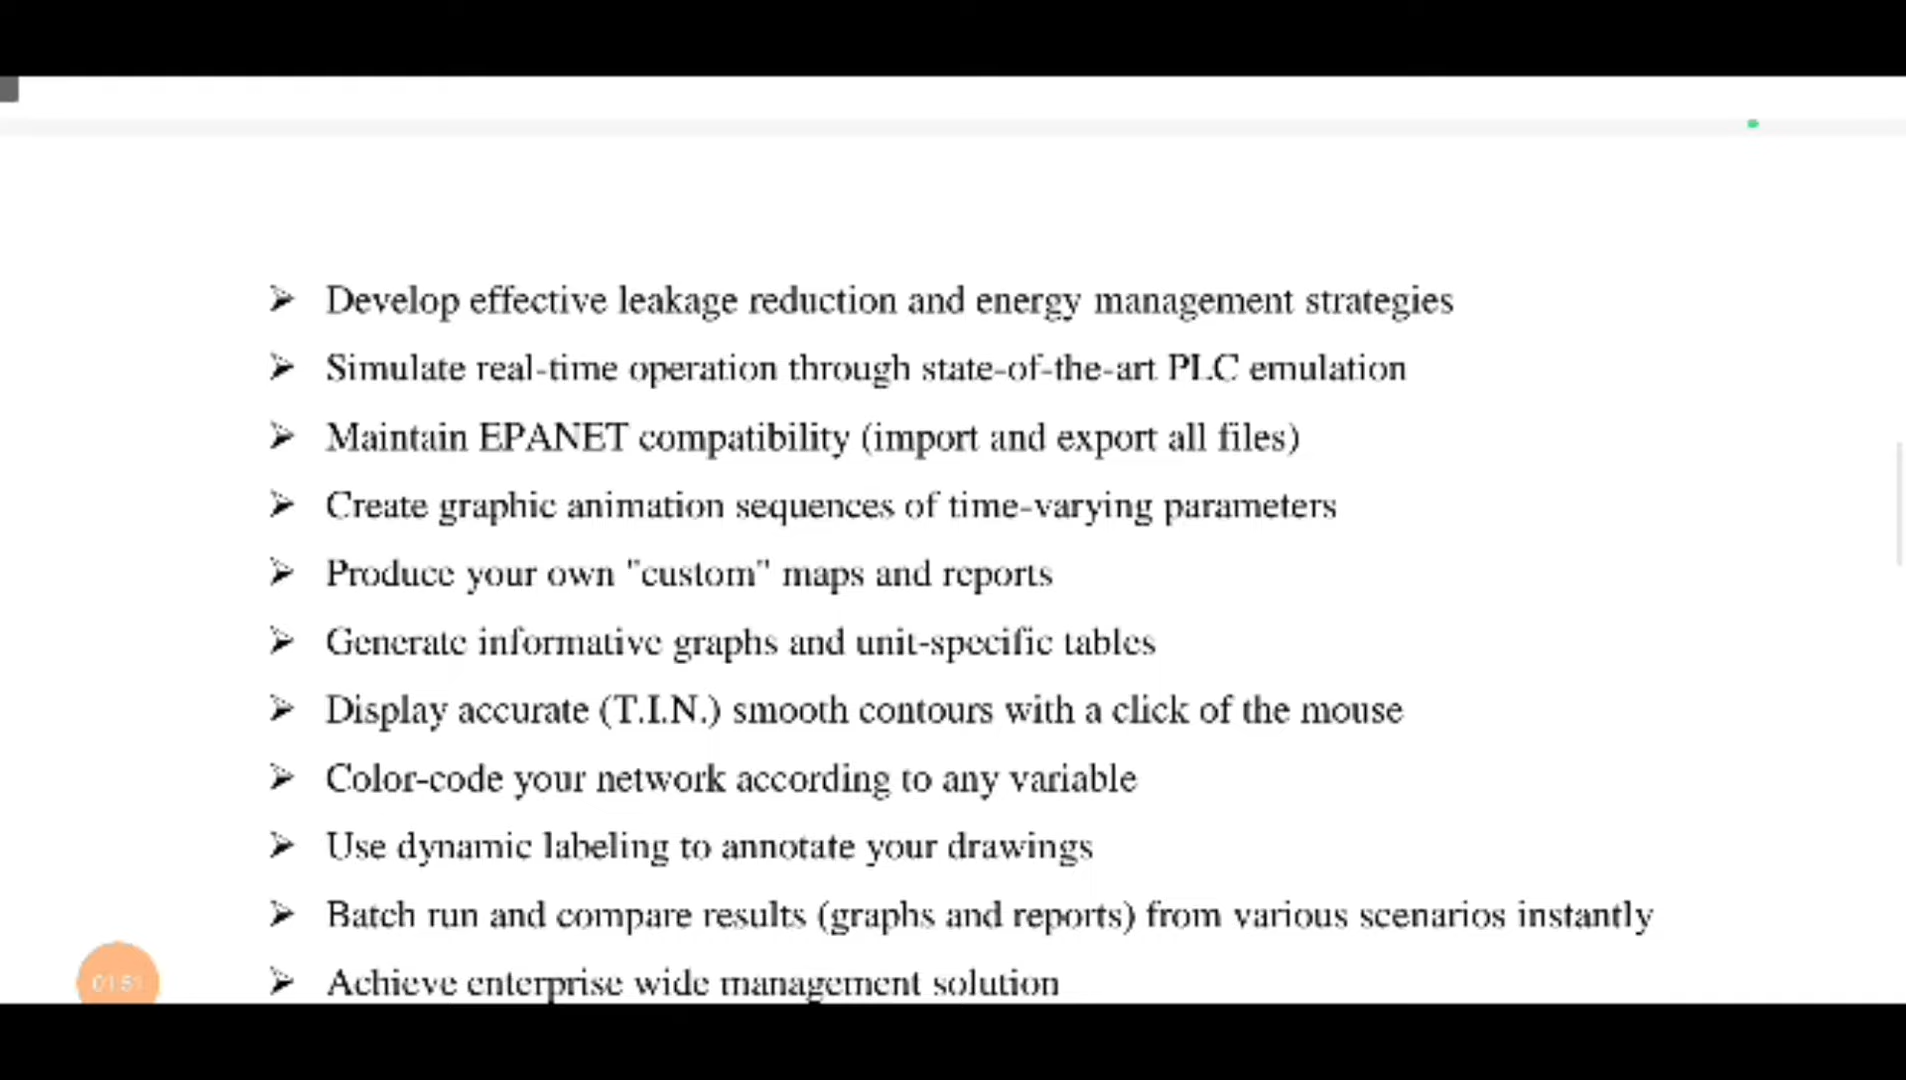 ➢ Develop effective leakage reduction and energy management strategies
➢ Simulate real-time operation through state-of-the-art PLC emulation
➢ Maintain EPANET compatibility (import and export all files)
➢ Create graphic animation sequences of time-varying parameters
➢ Produce your own "custom" maps and reports
➢ Generate informative graphs and unit-specific tables
➢ Display accurate (T.I.N.) smooth contours with a click of the mouse
➢ Color-code your network according to any variable
➢ Use dynamic labeling to annotate your drawings
➢ Batch run and compare results (graphs and reports) from various scenarios instantly
➢ Achieve enterprise wide management solution
01:51